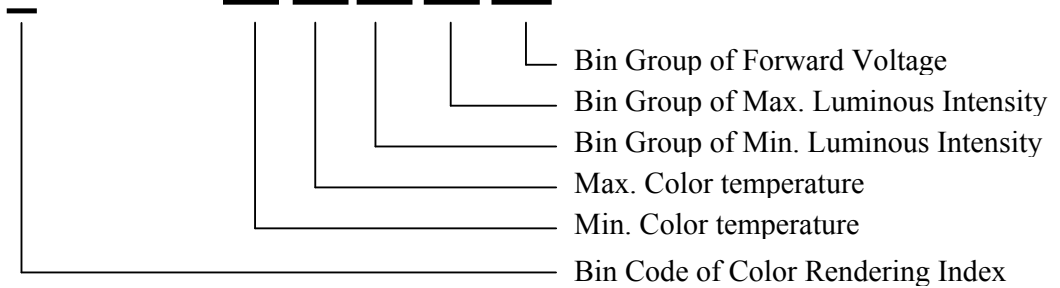 Bin Group of Forward Voltage
Bin Group of Max. Luminous Intensity
Bin Group of Min. Luminous Intensity
Max. Color temperature
Min. Color temperature
Bin Code of Color Rendering Index